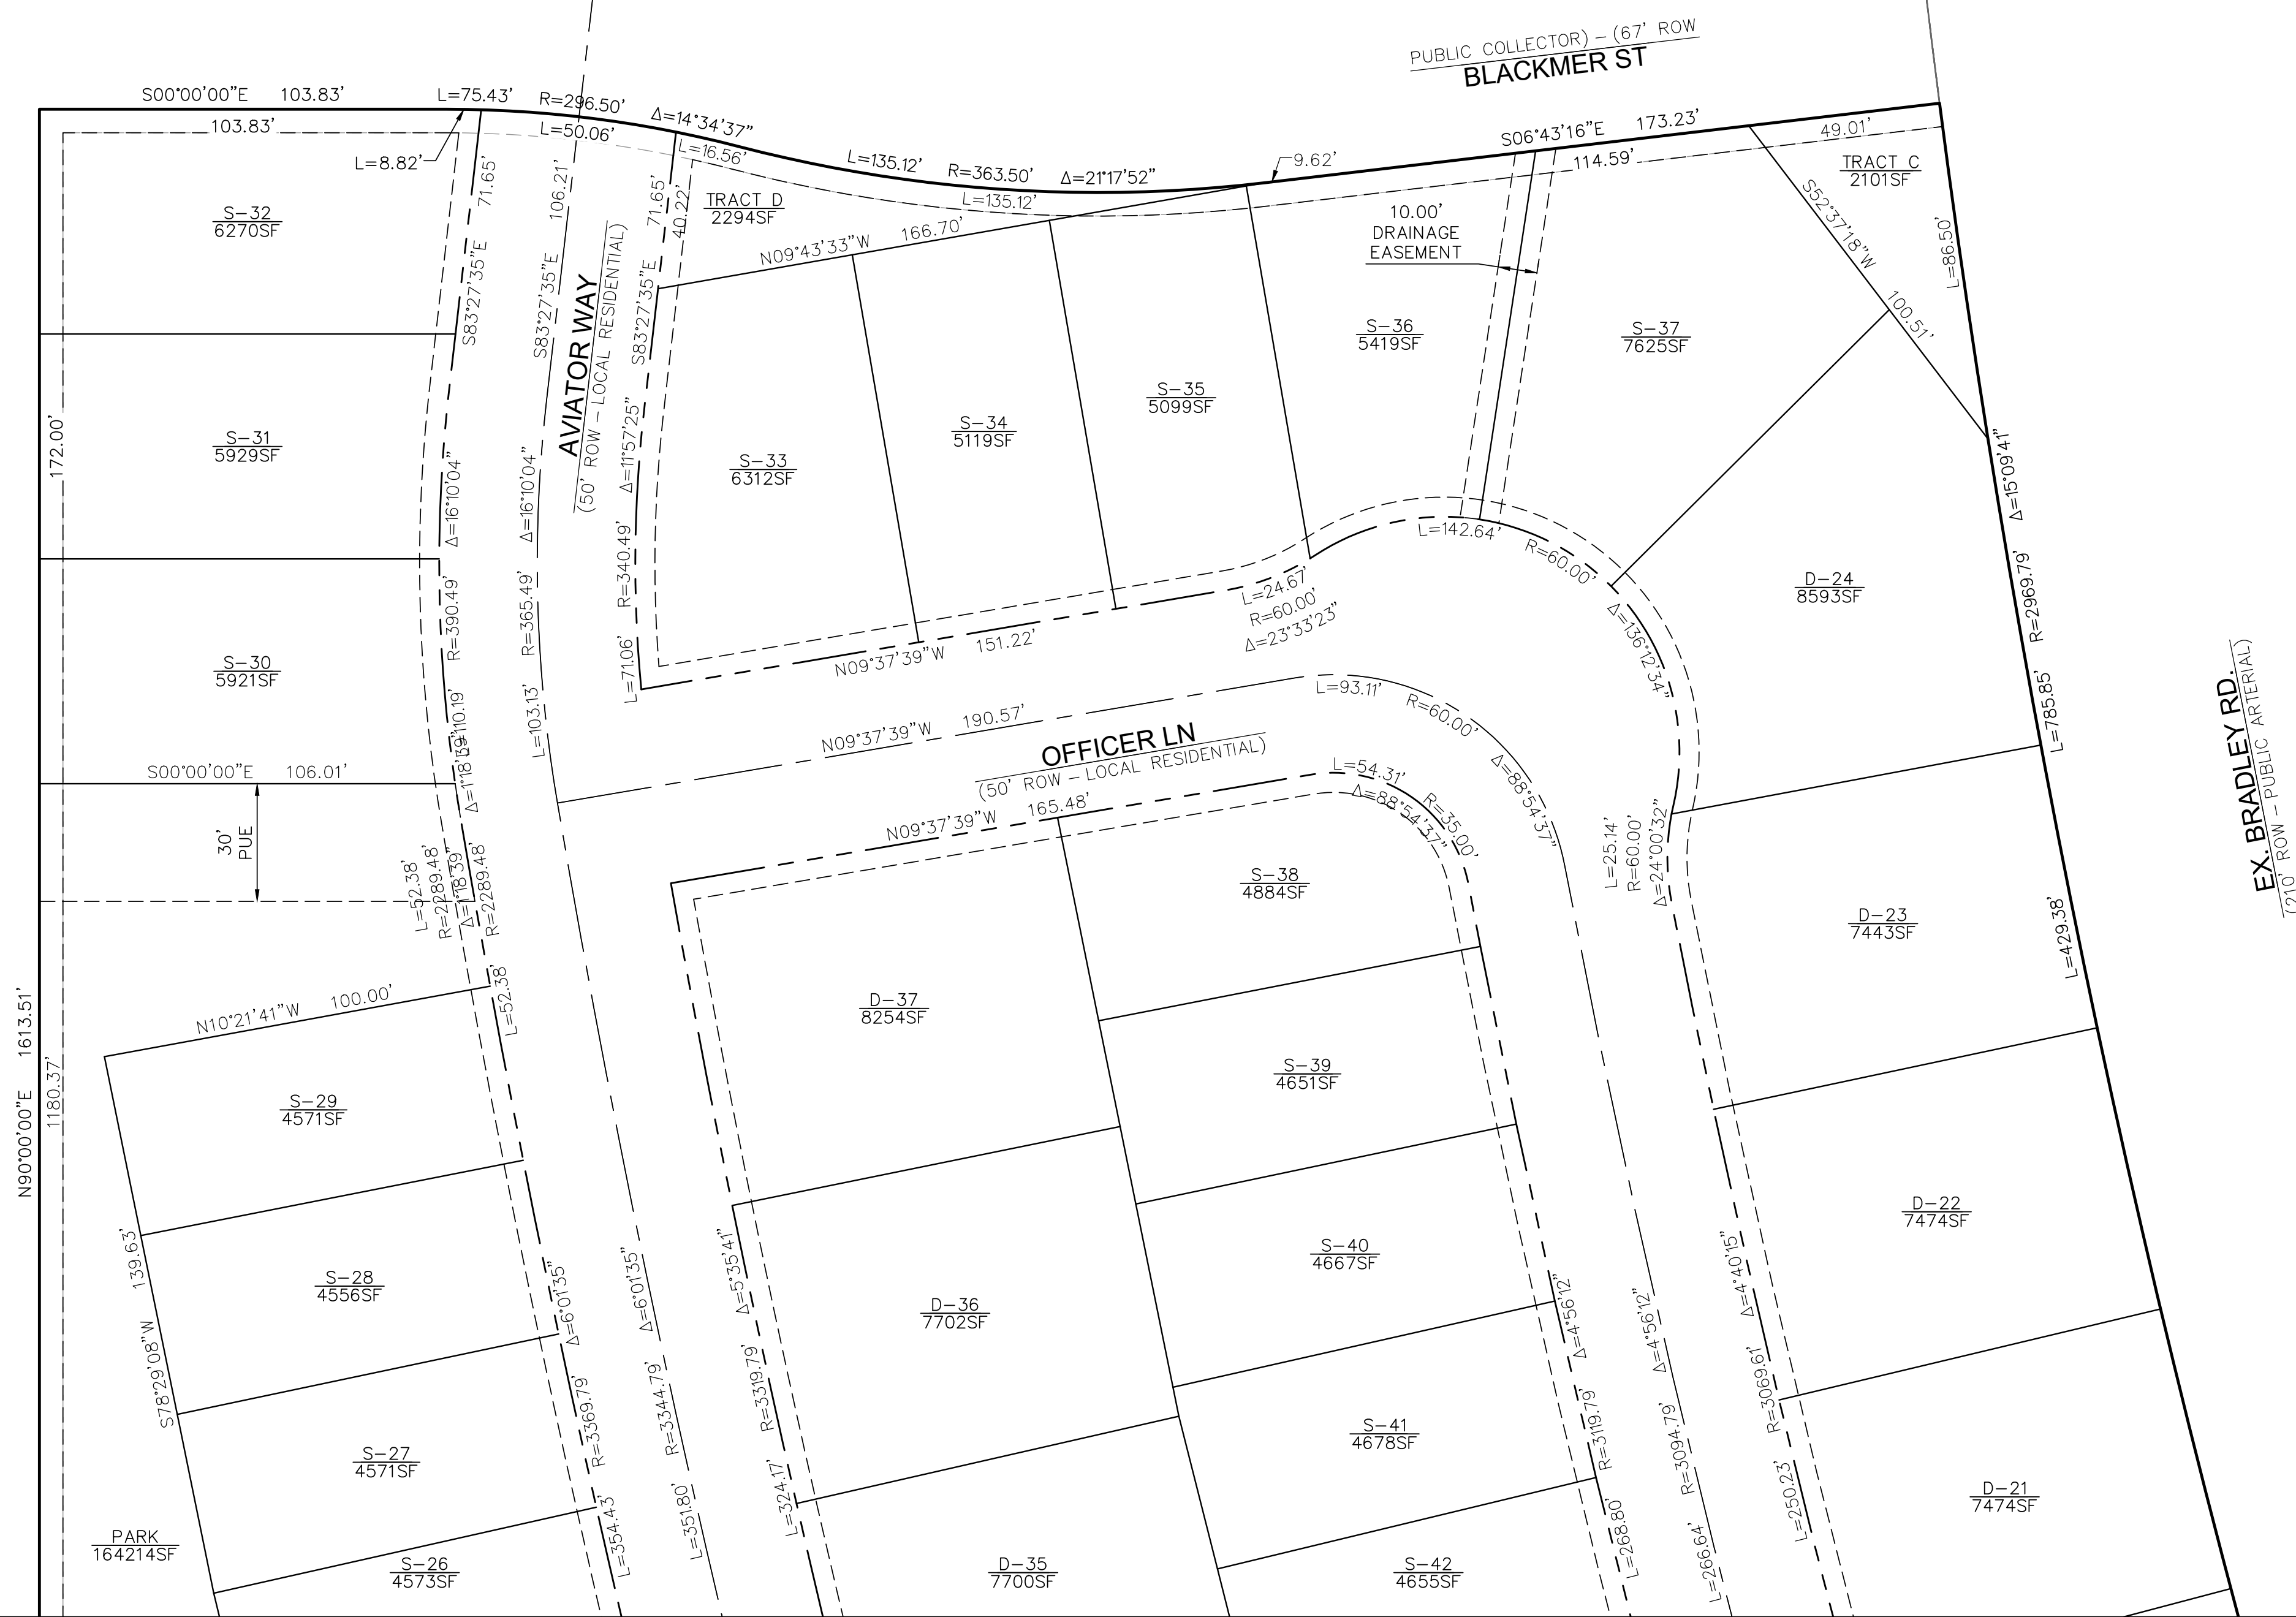 PUBLIC COLLECTOR) – (67' ROW
BLACKMER ST
S00°00'00"E 103.83'
L=75.43' R=296.50' Δ=14°34'37"
103.83'
L=8.82'
L=50.06'
L=16.56'
L=135.12' R=363.50' Δ=21°17'52"
L=135.12'
9.62'
S06°43'16"E 173.23'
114.59'
49.01'
TRACT C
2101SF
S52°37'18"W 100.51'
L=86.50'
S-32
6270SF
71.65'
S83°27'35"E
106.21'
S83°27'35"E
AVIATOR WAY
(50' ROW – LOCAL RESIDENTIAL)
71.65'
40.22'
S83°27'35"E
TRACT D
2294SF
N09°43'33"W 166.70'
10.00'
DRAINAGE
EASEMENT
S-36
5419SF
S-37
7625SF
S-35
5099SF
S-34
5119SF
S-33
6312SF
172.00'
S-31
5929SF
Δ=16°10'04"
R=390.49'
L=110.19'
Δ=16°10'04"
R=365.49'
L=103.13'
Δ=11°57'25"
R=340.49'
L=71.06'
S-30
5921SF
L=142.64' R=60.00' Δ=136°12'34"
L=24.67'
R=60.00'
Δ=23°33'23"
N09°37'39"W 151.22'
D-24
8593SF
Δ=15°09'41"
R=2969.79'
L=785.85'
EX. BRADLEY RD.
(210' ROW – PUBLIC ARTERIAL)
N09°37'39"W 190.57'
L=93.11' R=60.00' Δ=88°54'37"
OFFICER LN
(50' ROW – LOCAL RESIDENTIAL)
S00°00'00"E 106.01'
30'
PUE
Δ=1°18'39"
R=2289.48'
L=52.38'
L=52.38'
R=2289.48'
Δ=1°18'39"
N09°37'39"W 165.48'
L=54.31' R=35.00'
Δ=88°54'37"
L=25.14'
R=60.00'
Δ=24°00'32"
S-38
4884SF
D-23
7443SF
L=429.38'
N90°00'00"E 1613.51'
1180.37'
N10°21'41"W 100.00'
D-37
8254SF
S-39
4651SF
S-29
4571SF
D-22
7474SF
S-40
4667SF
S-28
4556SF
D-36
7702SF
S78°29'08"W 139.63'
Δ=6°01'35"
R=3369.79'
L=354.43'
Δ=6°01'35"
R=3344.79'
L=351.80'
Δ=5°35'41"
R=3319.79'
L=324.17'
Δ=4°56'12"
R=3119.79'
L=268.80'
Δ=4°56'12"
R=3094.79'
L=266.64'
Δ=4°40'15"
R=3069.61'
L=250.23'
S-27
4571SF
S-41
4678SF
D-21
7474SF
PARK
164214SF
S-26
4573SF
D-35
7700SF
S-42
4655SF